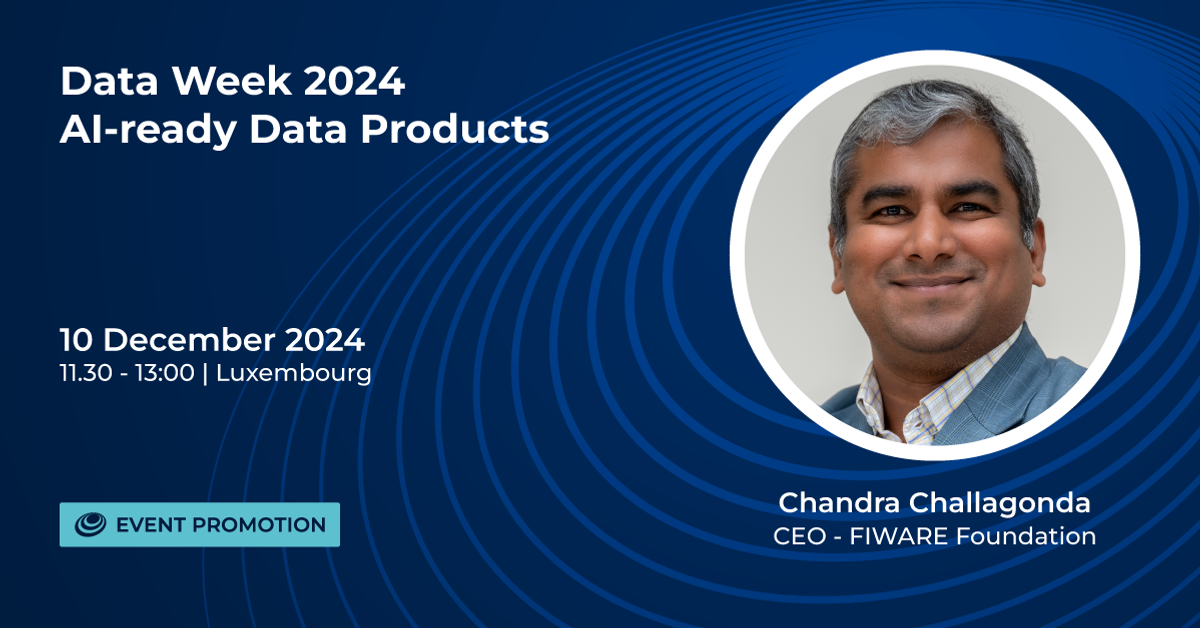 Data Week 2024
AI-ready Data Products
10 December 2024
11.30 - 13:00 | Luxembourg
EVENT PROMOTION
Chandra Challagonda
CEO - FIWARE Foundation